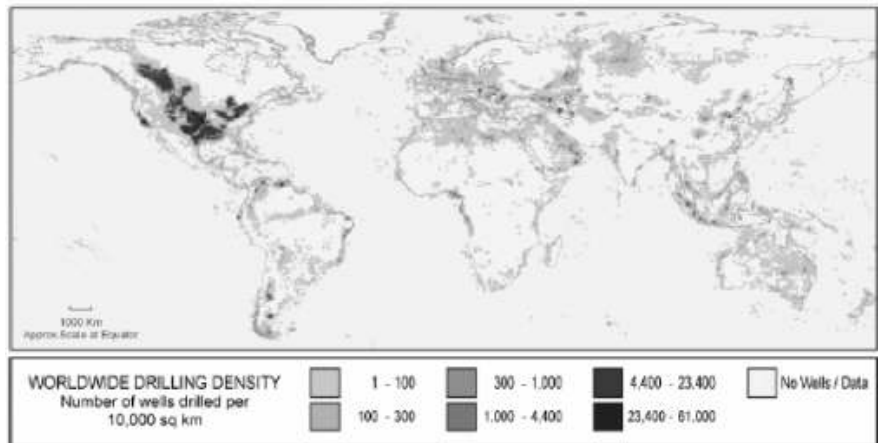 1000 Km
Approx Scale at Equator
WORLDWIDE DRILLING DENSITY
Number of wells drilled per
10,000 sq km
1 - 100
100 - 300
300 - 1,000
1,000 - 4,400
4,400 - 23,400
23,400 - 61,000
No Wells / Data